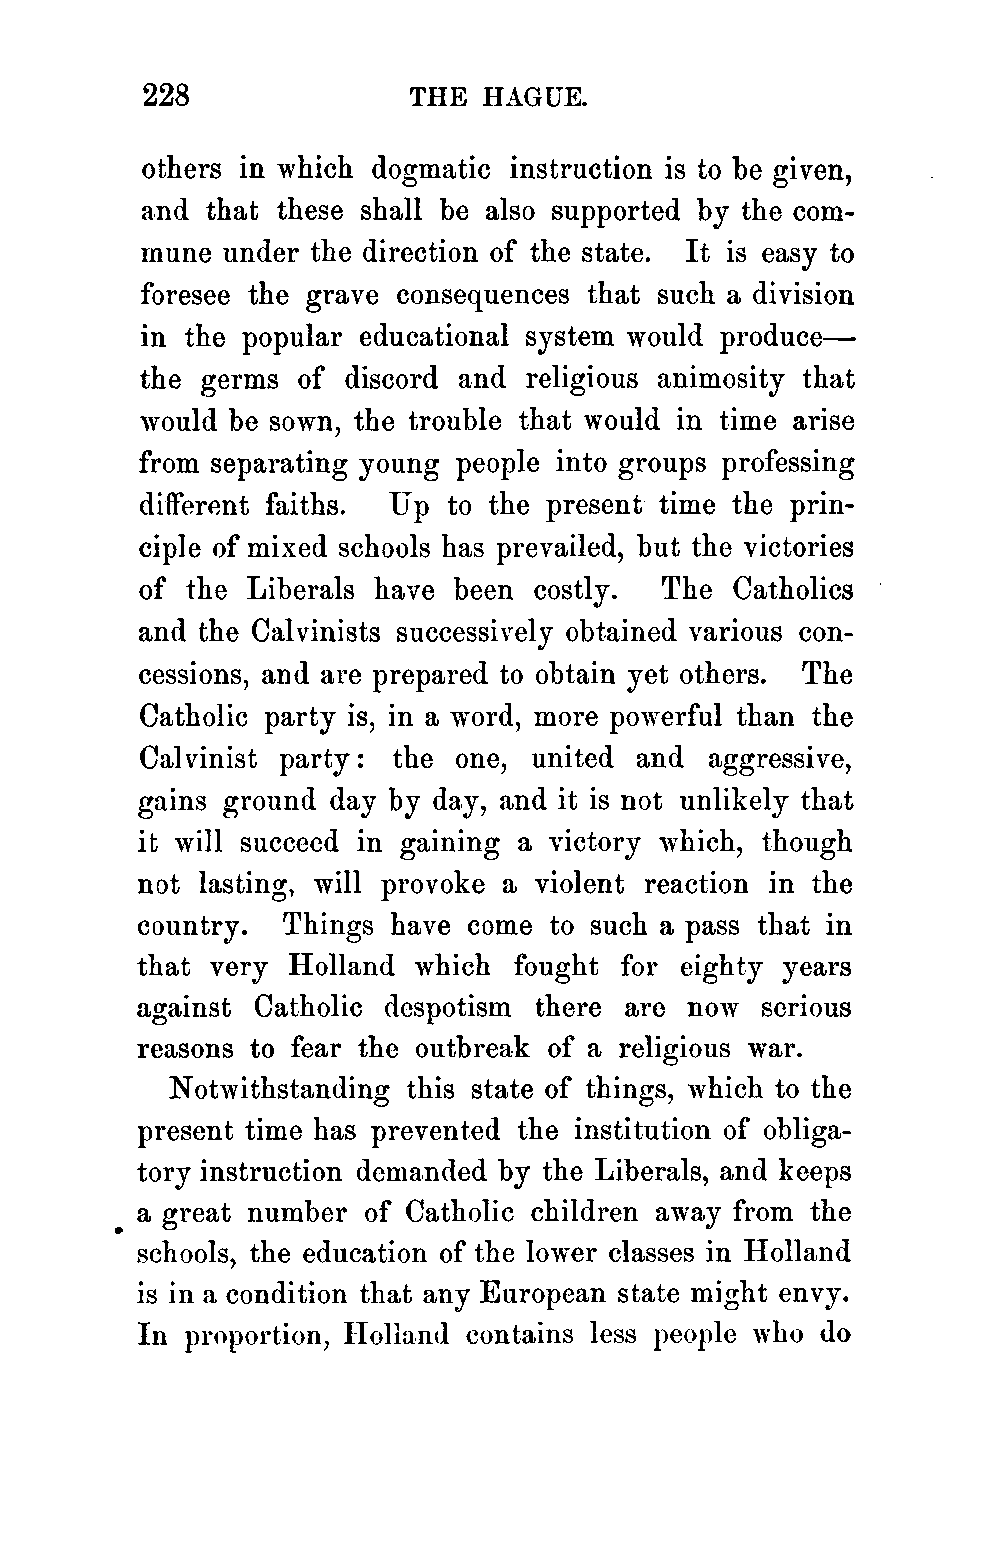 228 THE HAGUE.
others in which dogmatic instruction is to be given,
and that these shall be also supported by the com-
mune under the direction of the state. It is easy to
foresee the grave consequences that such a division
in the popular educational system would produce—
the germs of discord and religious animosity that
would be sown, the trouble that would in time arise
from separating young people into groups professing
different faiths. Up to the present time the prin-
ciple of mixed schools has prevailed, but the victories
of the Liberals have been costly. The Catholics
and the Calvinists successively obtained various con-
cessions, and are prepared to obtain yet others. The
Catholic party is, in a word, more powerful than the
Calvinist party: the one, united and aggressive,
gains ground day by day, and it is not unlikely that
it will succeed in gaining a victory which, though
not lasting, will provoke a violent reaction in the
country. Things have come to such a pass that in
that very Holland which fought for eighty years
against Catholic despotism there are now serious
reasons to fear the outbreak of a religious war.
Notwithstanding this state of things, which to the
present time has prevented the institution of obliga-
tory instruction demanded by the Liberals, and keeps
a great number of Catholic children away from the
schools, the education of the lower classes in Holland
is in a condition that any European state might envy.
In proportion, Holland contains less people who do